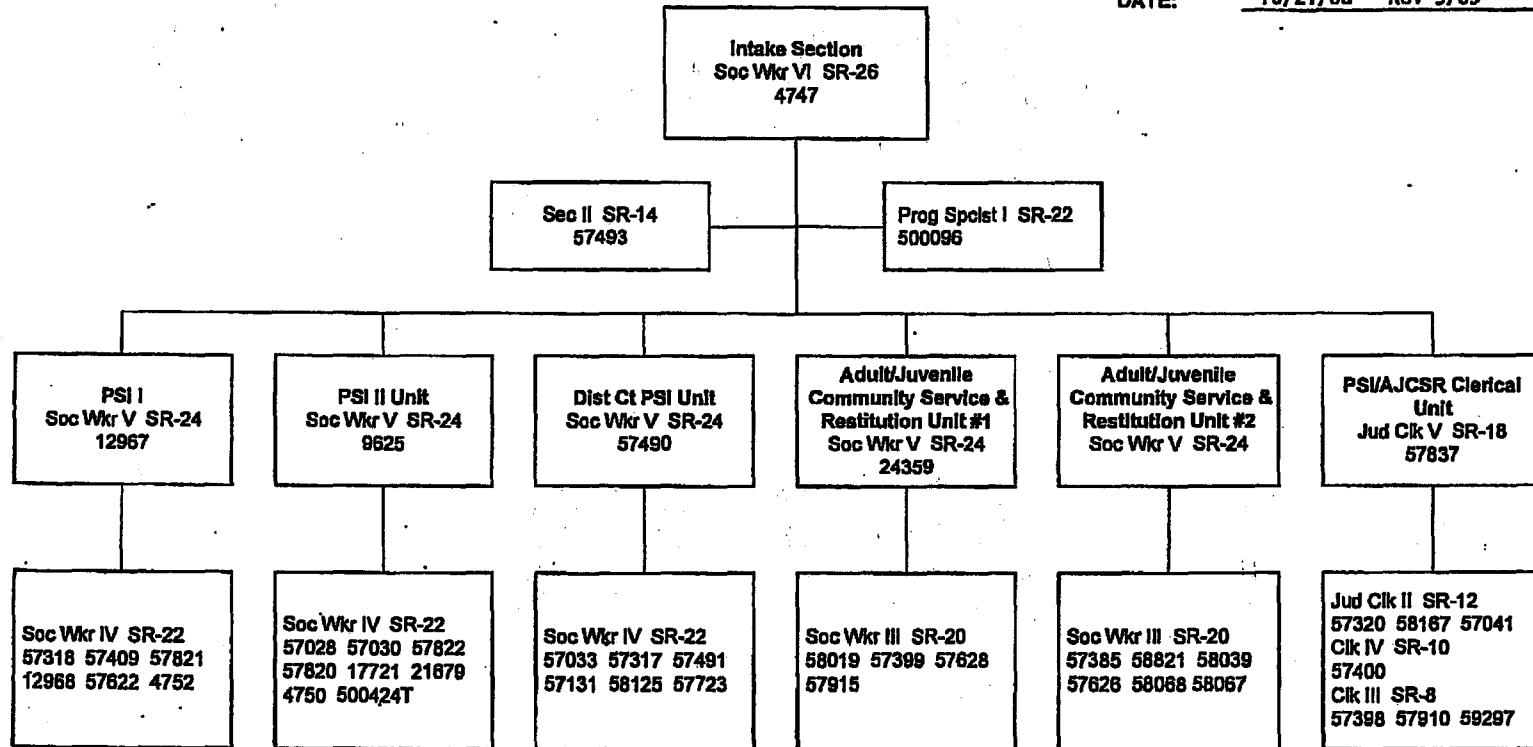 DATE:
Intake Section
Soc Wkr VI SR-26
4747
Sec II SR-14
57493
Prog Spclst I SR-22
500096
PSI I
Soc Wkr V SR-24
12967
PSI II Unit
Soc Wkr V SR-24
9625
Dist Ct PSI Unit
Soc Wkr V SR-24
57490
Adult/Juvenile
Community Service &
Restitution Unit #1
Soc Wkr V SR-24
24359
Adult/Juvenile
Community Service &
Restitution Unit #2
Soc Wkr V SR-24
PSI/AJCSR Clerical
Unit
Jud Clk V SR-18
57837
Soc Wkr IV SR-22
57318 57409 57821
12968 57622 4752
Soc Wkr IV SR-22
57028 57030 57822
57820 17721 21679
4750 500424T
Soc Wkr IV SR-22
57033 57317 57491
57131 58125 57723
Soc Wkr III SR-20
58019 57399 57628
57915
Soc Wkr III SR-20
57385 58821 58039
57626 58068 58067
Jud Clk II SR-12
57320 58167 57041
Clk IV SR-10
57400
Clk III SR-8
57398 57910 59297